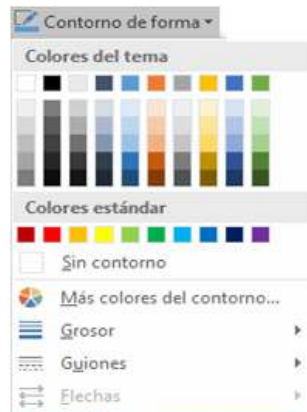 Contorno de forma
Colores del tema
Colores estándar
Sin contorno
Más colores del contorno...
Grosor
Guiones
Flechas